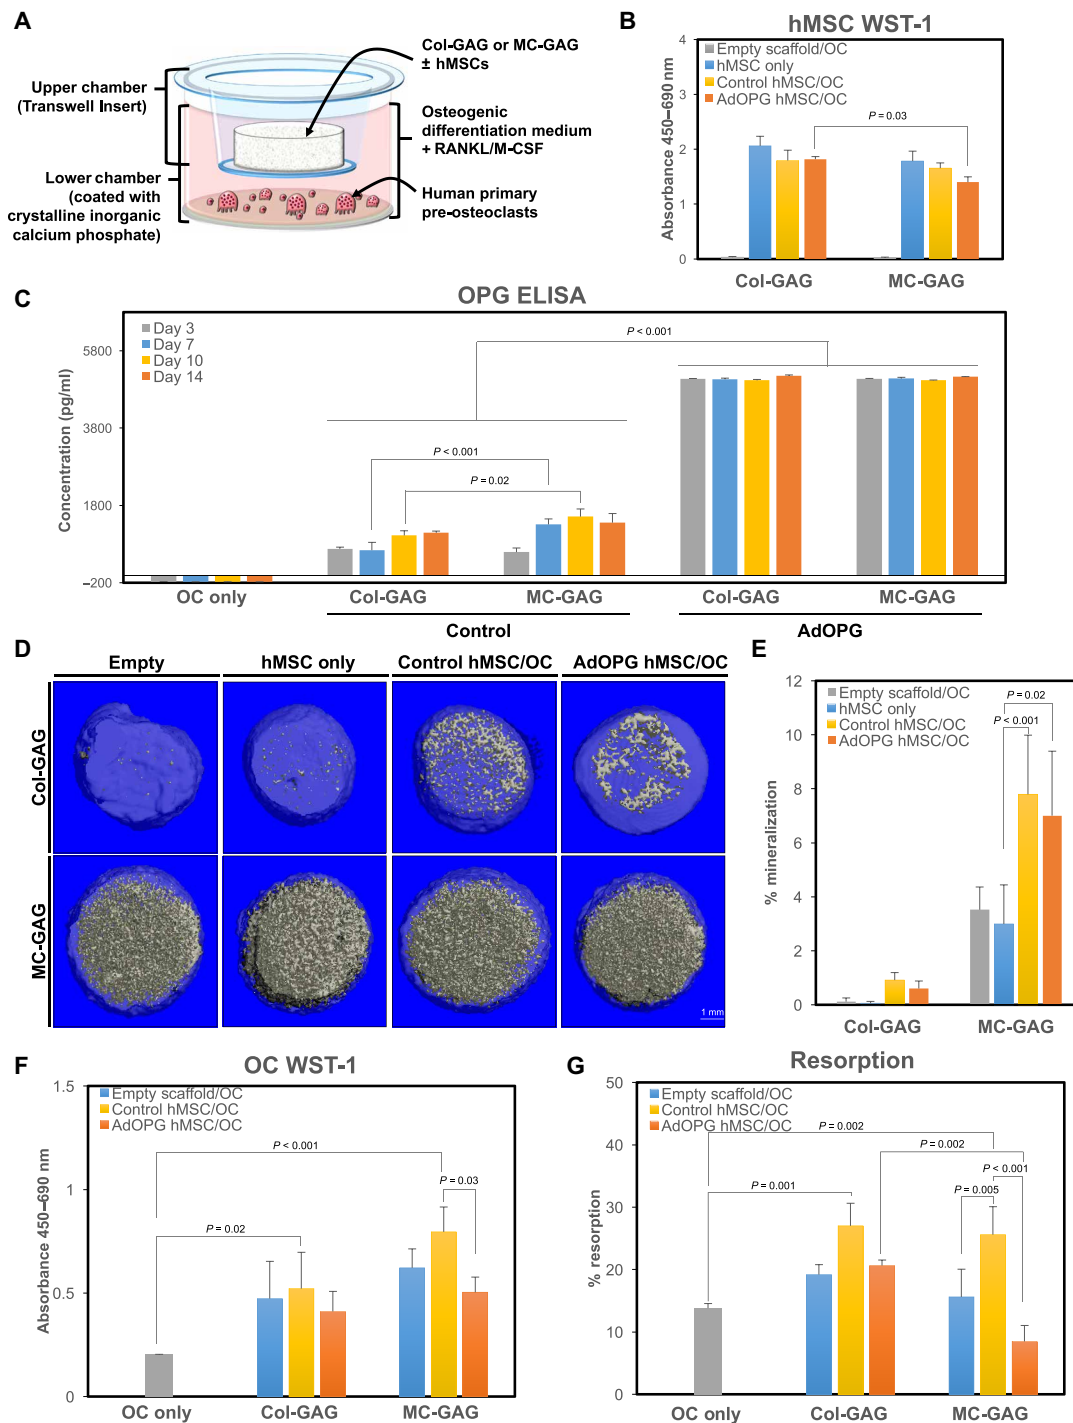 A
Upper chamber
(Transwell Insert)
Lower chamber
(coated with
crystalline inorganic
calcium phosphate)
Col-GAG or MC-GAG
± hMSCs
Osteogenic
differentiation medium
+ RANKL/M-CSF
Human primary
pre-osteoclasts
B
hMSC WST-1
Absorbance 450–690 nm
4
3
2
1
0
Empty scaffold/OC
hMSC only
Control hMSC/OC
AdOPG hMSC/OC
P = 0.03
Col-GAG
MC-GAG
C
OPG ELISA
Concentration (pg/ml)
5800
3800
1800
–200
Day 3
Day 7
Day 10
Day 14
P < 0.001
P < 0.001
P = 0.02
OC only
Col-GAG
MC-GAG
Col-GAG
MC-GAG
Control
AdOPG
D
Empty
hMSC only
Control hMSC/OC
AdOPG hMSC/OC
Col-GAG
MC-GAG
1 mm
E
% mineralization
12
10
8
6
4
2
0
Empty scaffold/OC
hMSC only
Control hMSC/OC
AdOPG hMSC/OC
P = 0.02
P < 0.001
Col-GAG
MC-GAG
F
OC WST-1
Absorbance 450–690 nm
1.5
1
0.5
0
Empty scaffold/OC
Control hMSC/OC
AdOPG hMSC/OC
P < 0.001
P = 0.03
P = 0.02
OC only
Col-GAG
MC-GAG
G
Resorption
% resorption
50
40
30
20
10
0
Empty scaffold/OC
Control hMSC/OC
AdOPG hMSC/OC
P = 0.002
P = 0.002
P < 0.001
P = 0.001
P = 0.005
OC only
Col-GAG
MC-GAG